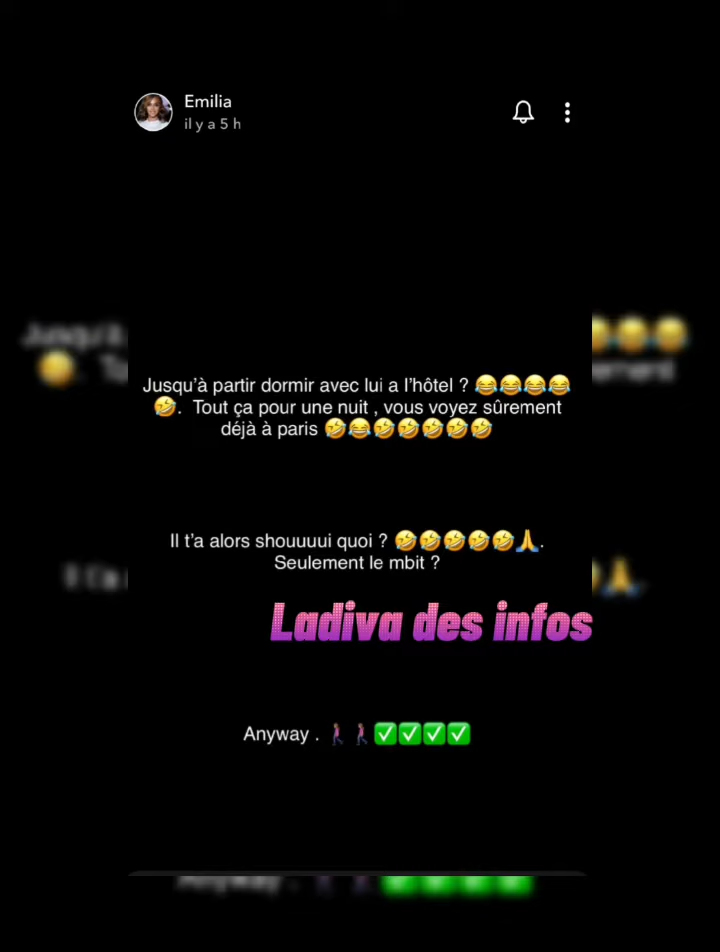 Emilia
il y a 5 h
Jusqu'à partir dormir avec lui a l'hôtel ? 😂😂😂😂
🤣. Tout ça pour une nuit , vous voyez sûrement
déjà à paris 🤣😂🤣🤣🤣🤣🤣
Il t'a alors shouuuui quoi ? 🤣🤣🤣🤣🤣🙏.
Seulement le mbit ?
Ladiva des infos
Anyway . 🚶🏾‍♀️🚶🏾‍♀️✅✅✅✅